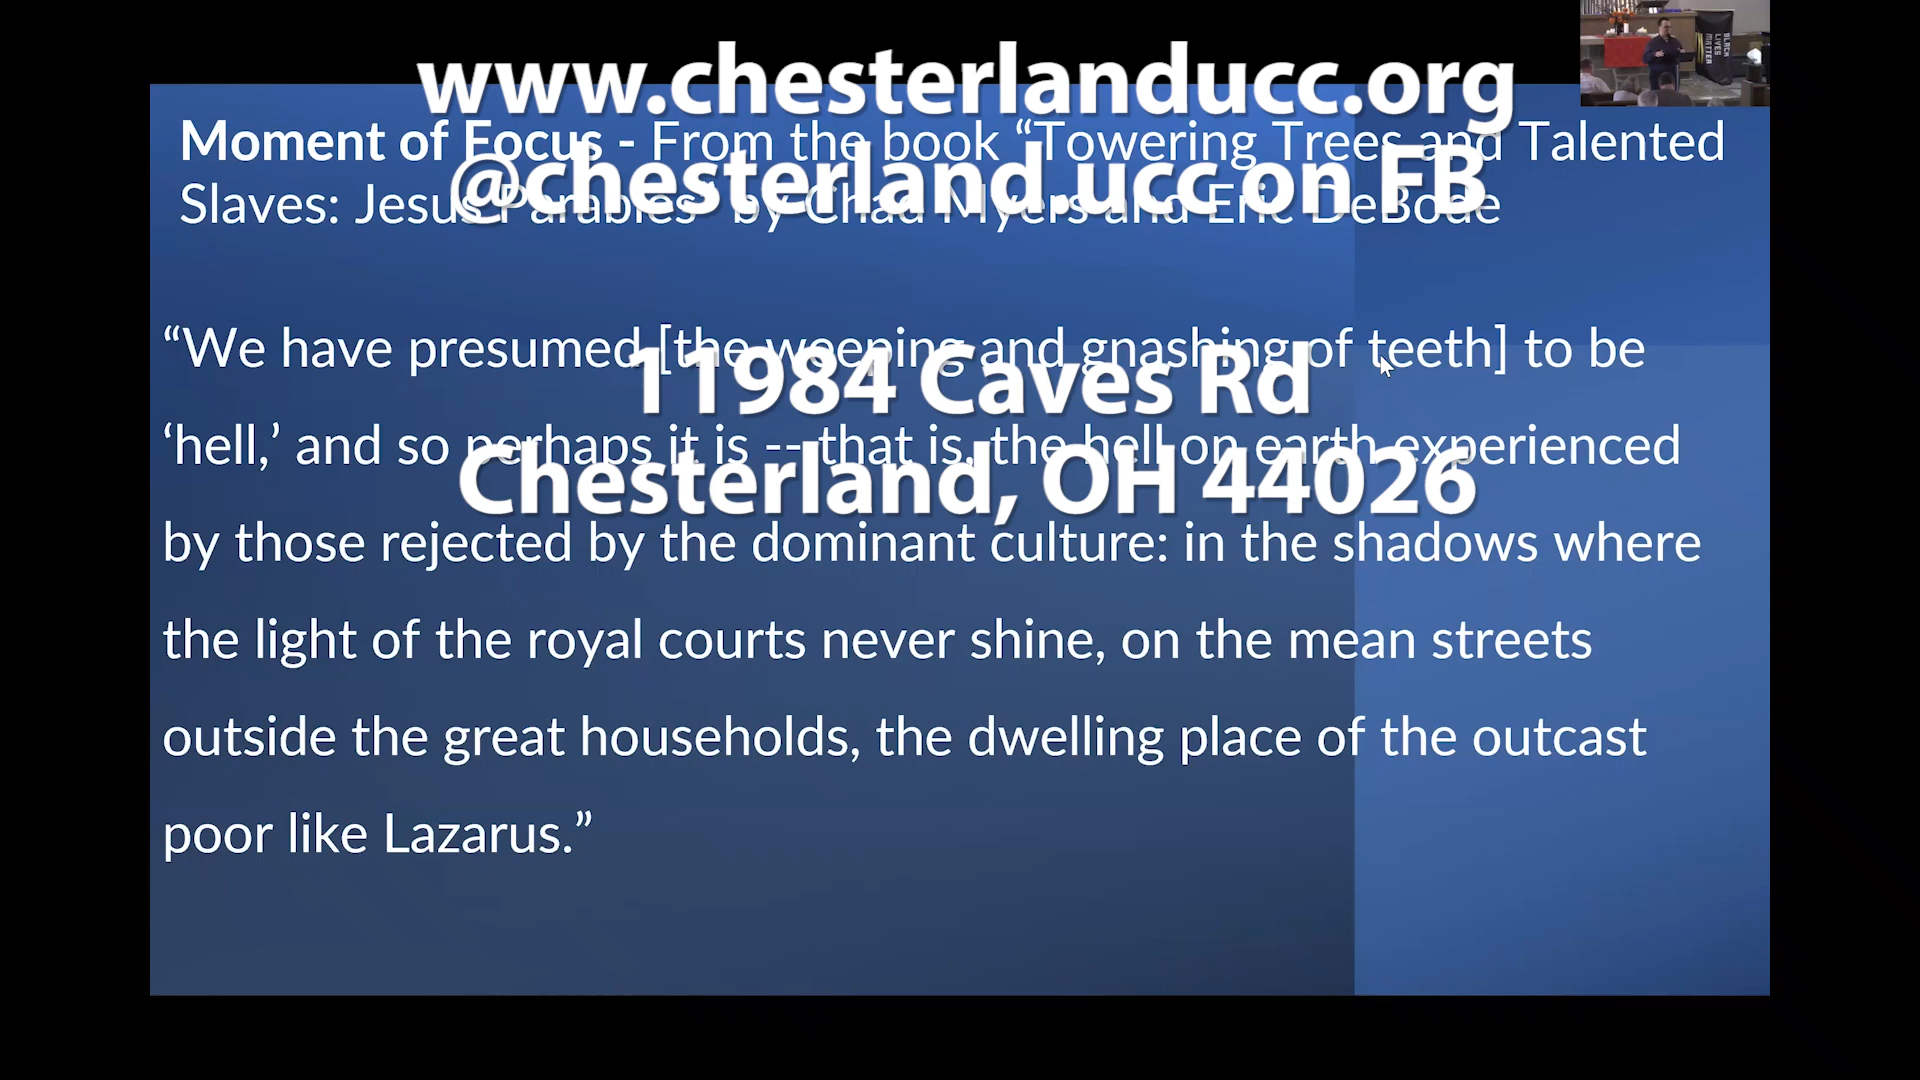 www.chesterlanducc.org
@chesterland.ucc on FB
11984 Caves Rd
Chesterland, OH 44026
Moment of Focus - From the book “Towering Trees and Talented
Slaves: Jesus Parables” by Chad Myers and Eric DeBode
“We have presumed [the weeping and gnashing of teeth] to be
‘hell,’ and so perhaps it is -- that is, the hell on earth experienced
by those rejected by the dominant culture: in the shadows where
the light of the royal courts never shine, on the mean streets
outside the great households, the dwelling place of the outcast
poor like Lazarus.”
BLACK
LIVES
MATTER